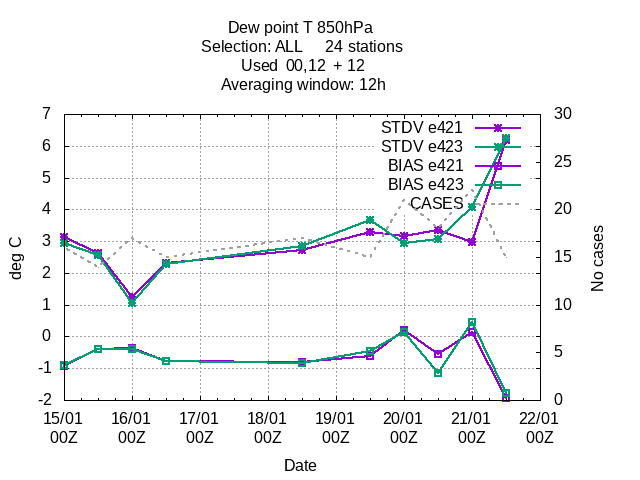 Dew point T 850hPa
Selection: ALL 24 stations
Used 00,12 + 12
Averaging window: 12h
STDV e421
STDV e423
BIAS e421
BIAS e423
CASES
7
6
5
4
3
2
1
0
-1
-2
30
25
20
15
10
5
0
deg C
No cases
15/01 16/01 17/01 18/01 19/01 20/01 21/01 22/01
00Z 00Z 00Z 00Z 00Z 00Z 00Z 00Z
Date